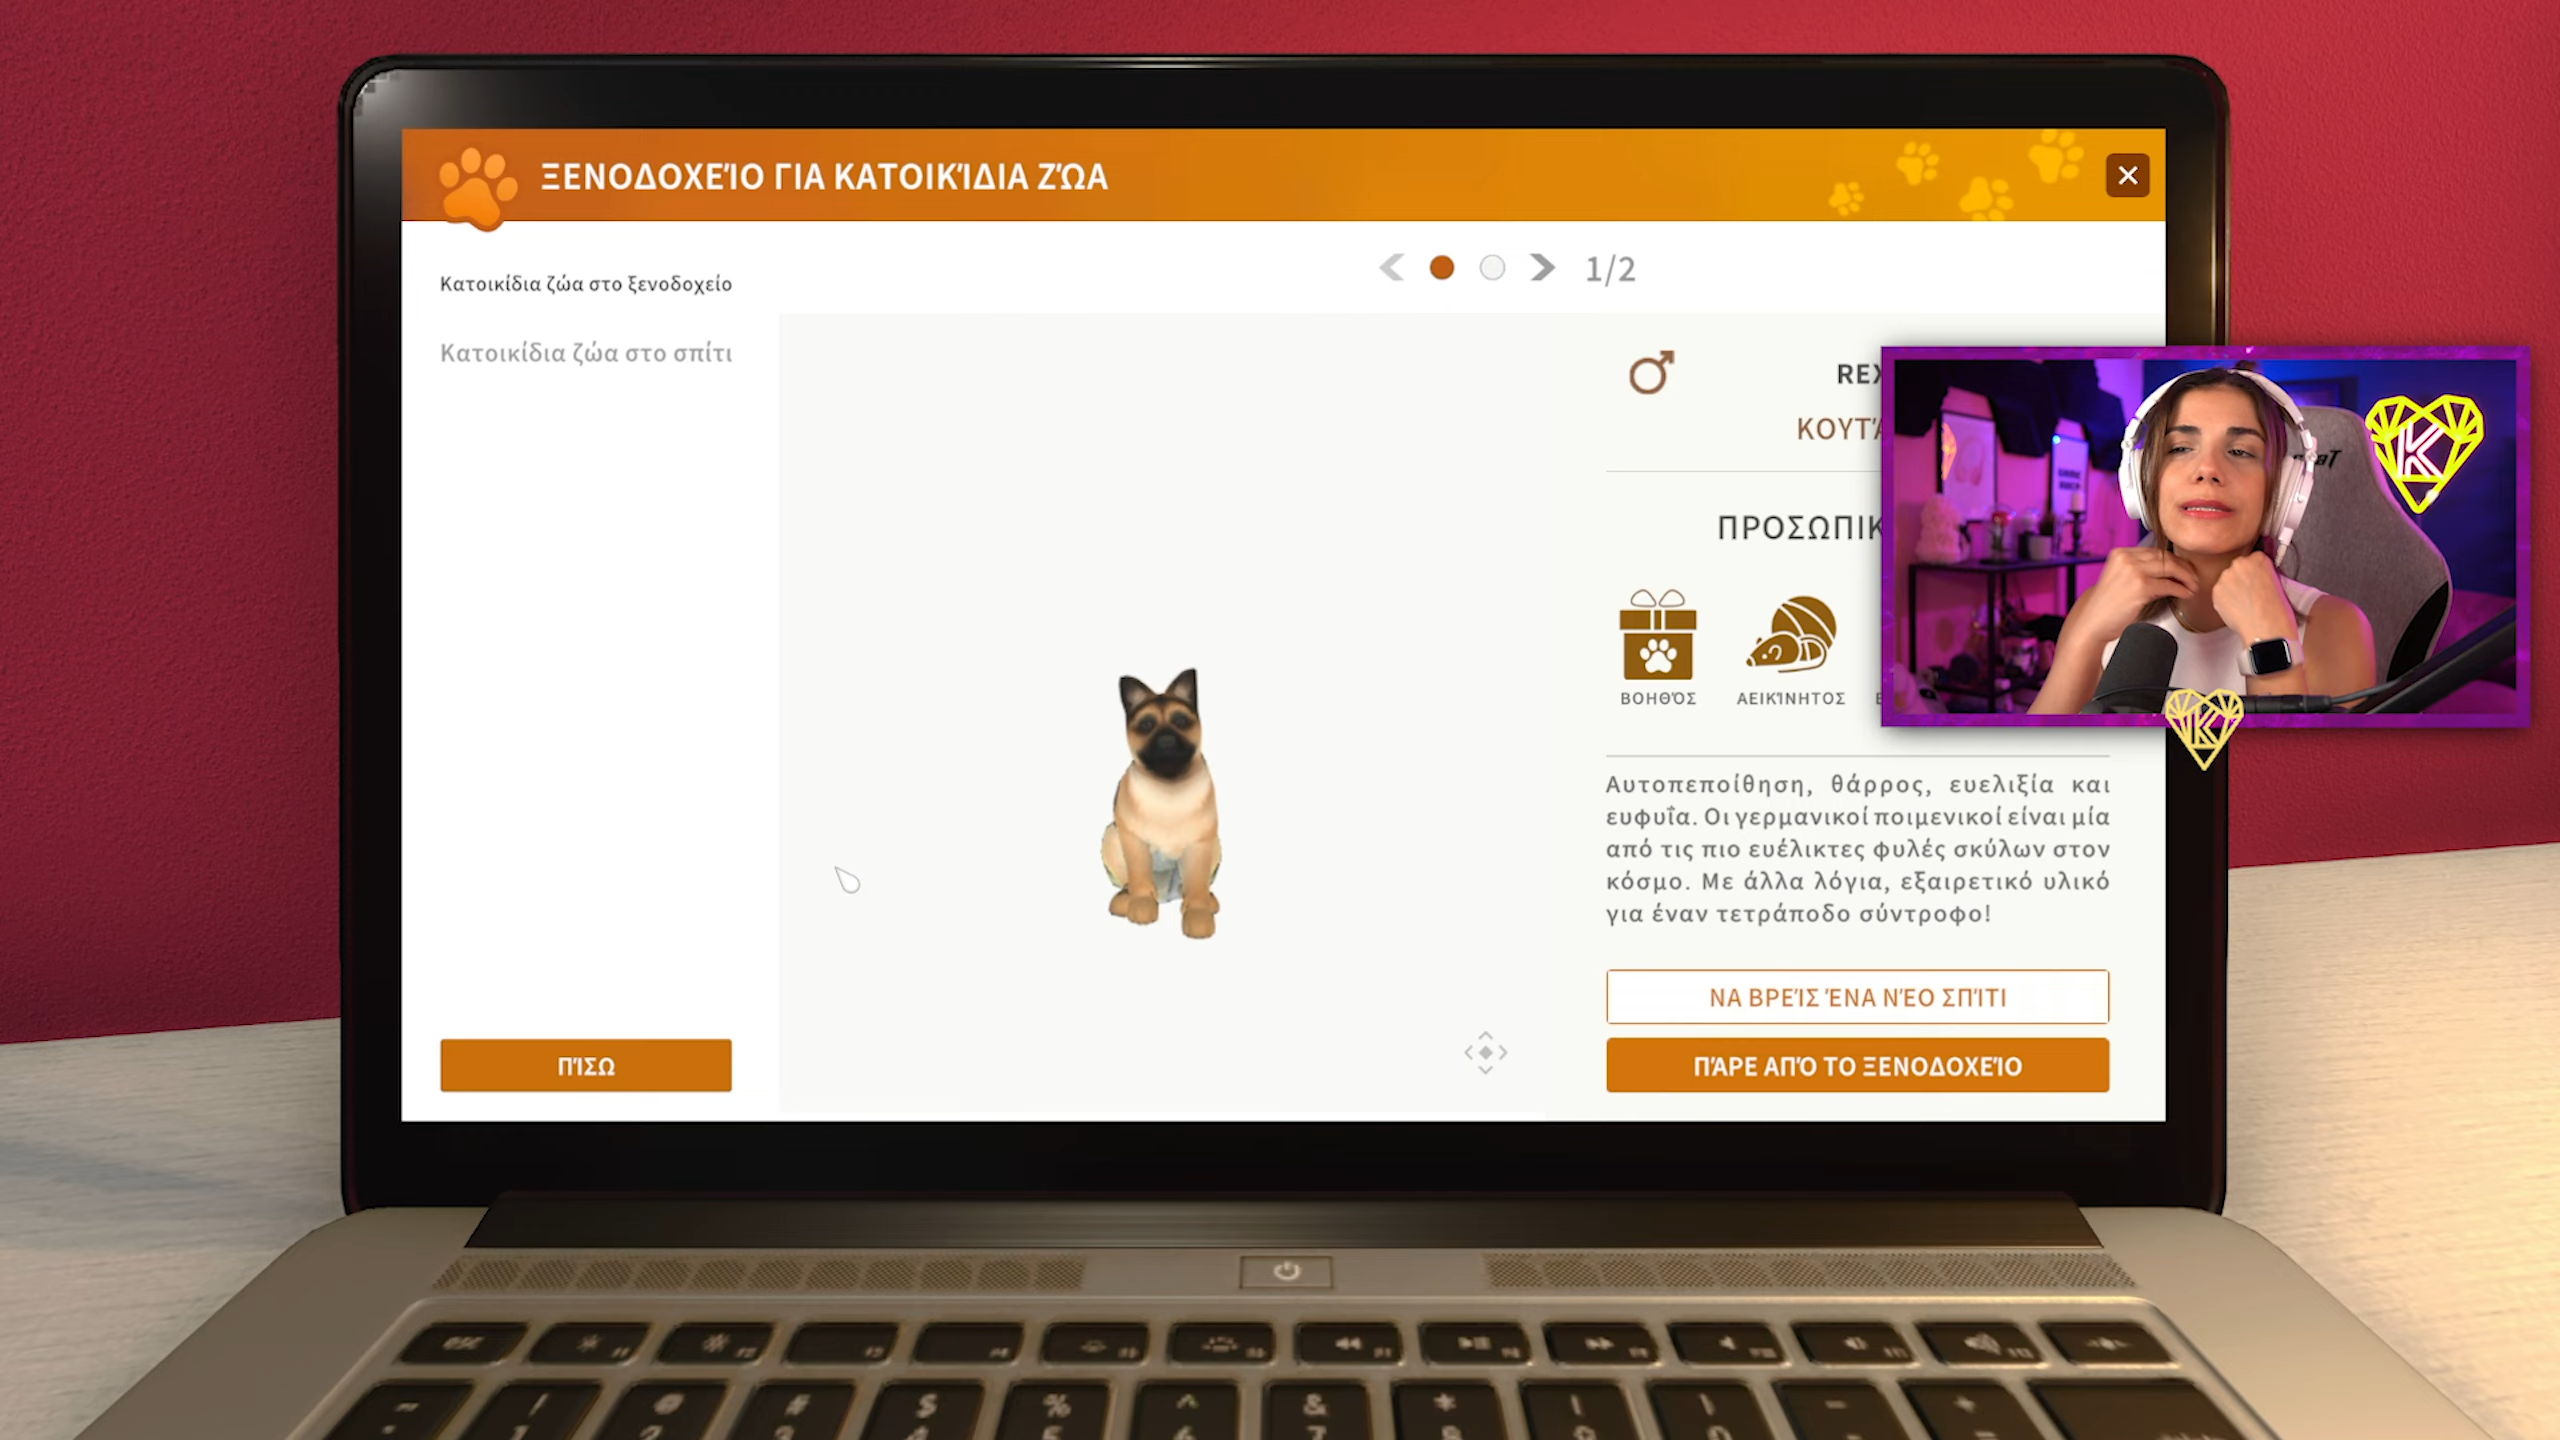 ΞΕΝΟΔΟΧΕΊΟ ΓΙΑ ΚΑΤΟΙΚΊΔΙΑ ΖΏΑ
Κατοικίδια ζώα στο ξενοδοχείο
Κατοικίδια ζώα στο σπίτι
1/2
ΒΟΗΘΌΣ
ΑΕΙΚΊΝΗΤΟΣ
Αυτοπεποίθηση, θάρρος, ευελιξία και
ευφυΐα. Οι γερμανικοί ποιμενικοί είναι μία
από τις πιο ευέλικτες φυλές σκύλων στον
κόσμο. Με άλλα λόγια, εξαιρετικό υλικό
για έναν τετράποδο σύντροφο!
ΝΑ ΒΡΕΊΣ ΈΝΑ ΝΈΟ ΣΠΊΤΙ
ΠΆΡΕ ΑΠΌ ΤΟ ΞΕΝΟΔΟΧΕΊΟ
ΠΊΣΩ
K
K
esc